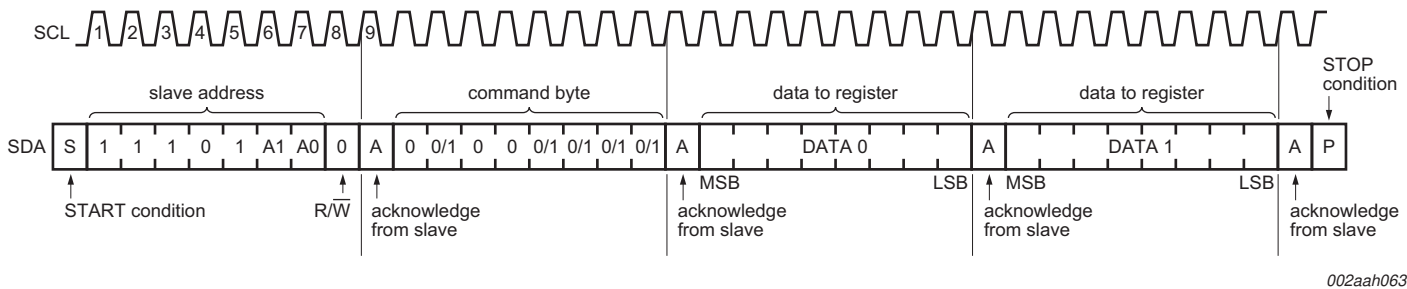 SCL 1 2 3 4 5 6 7 8 9
STOP
condition
slave address command byte data to register data to register
SDA S 1 1 1 0 1 A1 A0 0 A 0 0/1 0 0 0/1 0/1 0/1 0/1 A DATA 0 A DATA 1 A P
MSB LSB MSB LSB
START condition R/W̅ acknowledge
from slave acknowledge
from slave acknowledge
from slave acknowledge
from slave
002aah063